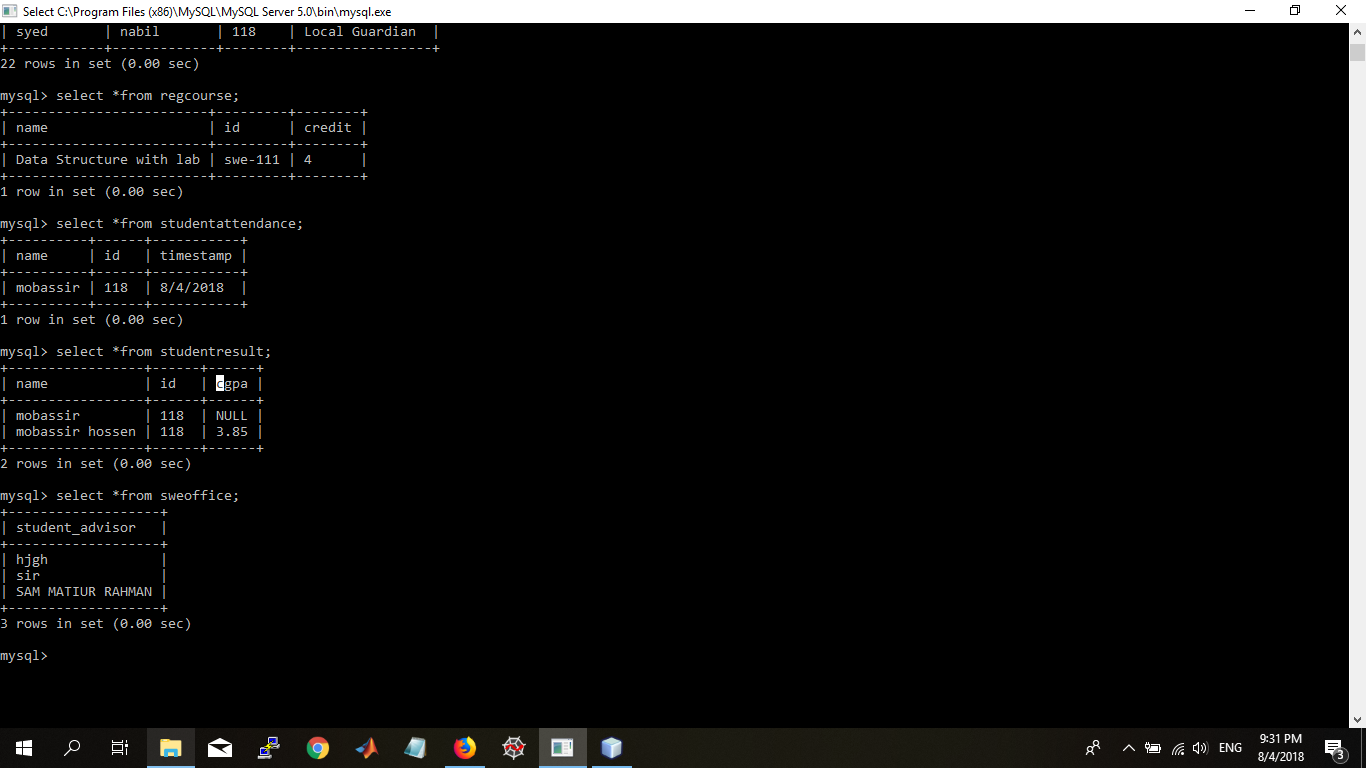 Select C:\Program Files (x86)\MySQL\MySQL Server 5.0\bin\mysql.exe
| syed       | nabil      | 118    | Local Guardian  |
+------------+------------+--------+-----------------+
22 rows in set (0.00 sec)
mysql> select *from regcourse;
+-------------------------+---------+--------+
| name                    | id      | credit |
+-------------------------+---------+--------+
| Data Structure with lab | swe-111 | 4      |
+-------------------------+---------+--------+
1 row in set (0.00 sec)
mysql> select *from studentattendance;
+----------+------+-----------+
| name     | id   | timestamp |
+----------+------+-----------+
| mobassir | 118  | 8/4/2018  |
+----------+------+-----------+
1 row in set (0.00 sec)
mysql> select *from studentresult;
+-----------------+------+------+
| name            | id   | cgpa |
+-----------------+------+------+
| mobassir        | 118  | NULL |
| mobassir hossen | 118  | 3.85 |
+-----------------+------+------+
2 rows in set (0.00 sec)
mysql> select *from sweoffice;
+-------------------+
| student_advisor   |
+-------------------+
| hjgh              |
| sir               |
| SAM MATIUR RAHMAN |
+-------------------+
3 rows in set (0.00 sec)
mysql>
ENG
9:31 PM
8/4/2018
3